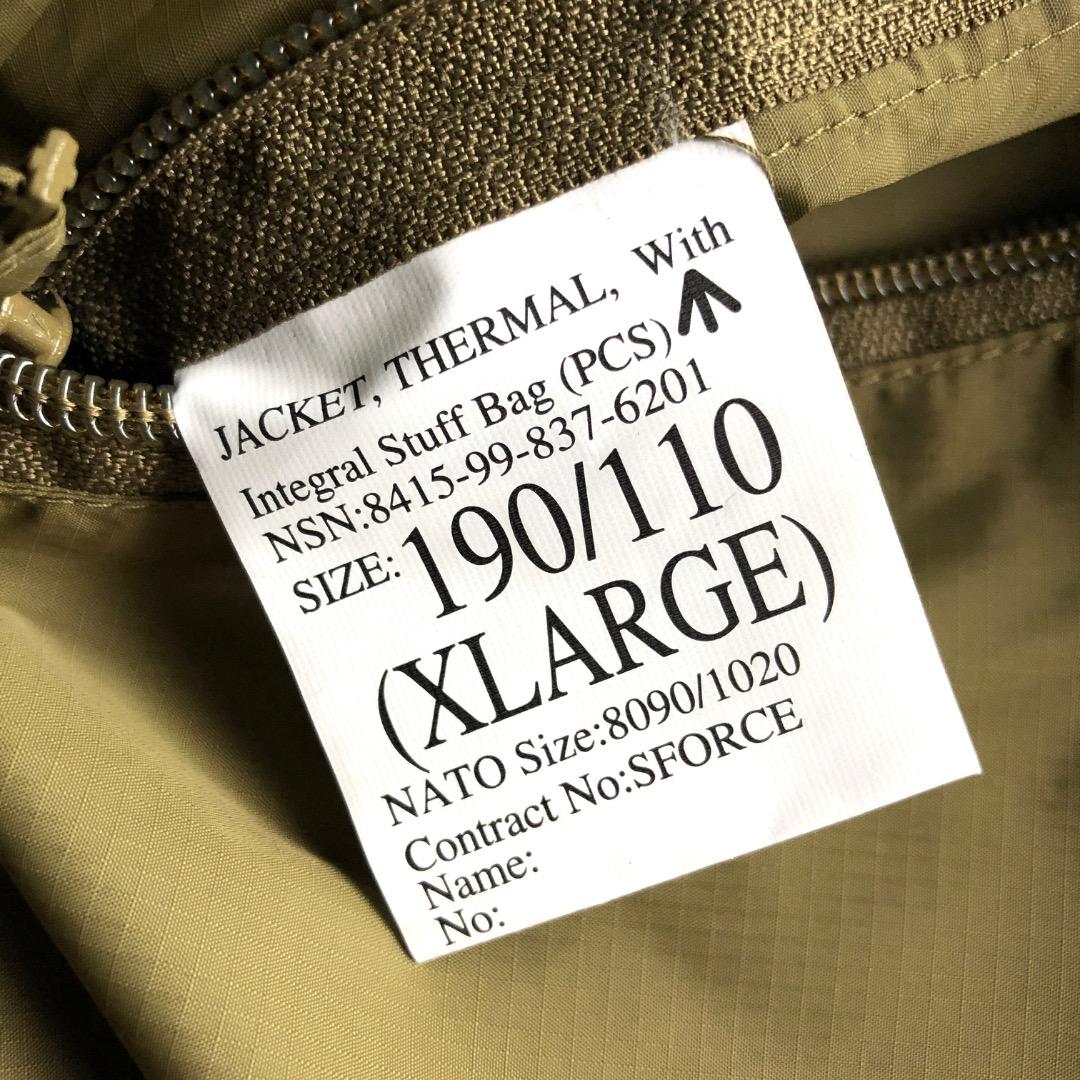 JACKET, THERMAL, With
Integral Stuff Bag (PCS)
NSN:8415-99-837-6201
SIZE: 190/110
(XLARGE)
NATO Size:8090/1020
Contract No:SFORCE
Name:
No: